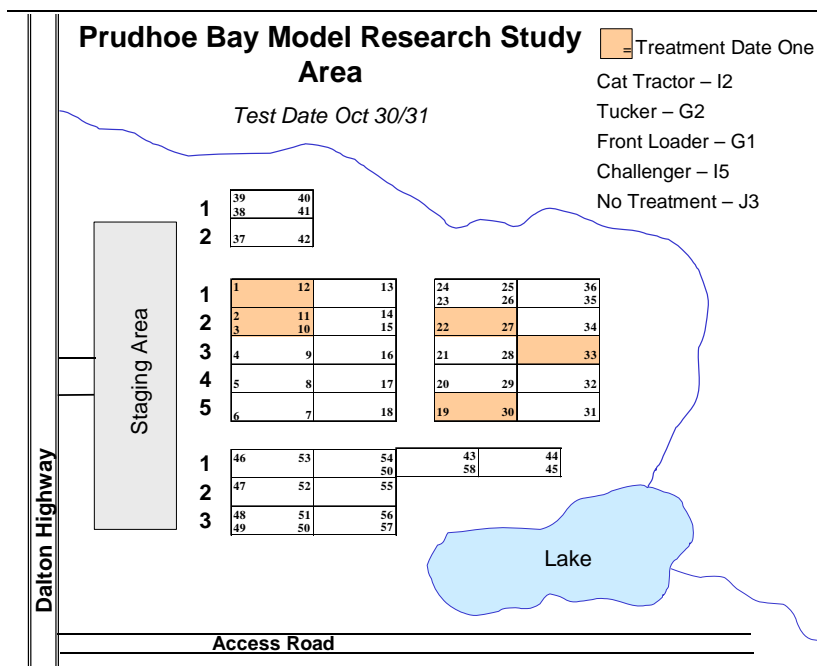 Prudhoe Bay Model Research Study
Area
Test Date Oct 30/31
= Treatment Date One
Cat Tractor – I2
Tucker – G2
Front Loader – G1
Challenger – I5
No Treatment – J3
Dalton Highway
Staging Area
39 40
1
38 41
2 37 42
1 12 13 24 25 36
1
23 26 35
2 11 14
2 22 27 34
3 10 15
3 4 9 16 21 28 33
4 5 8 17 20 29 32
5 6 7 18 19 30 31
46 53 54 43 44
1
50 58 45
2 47 52 55
48 51 56
3
49 50 57
Lake
Access Road